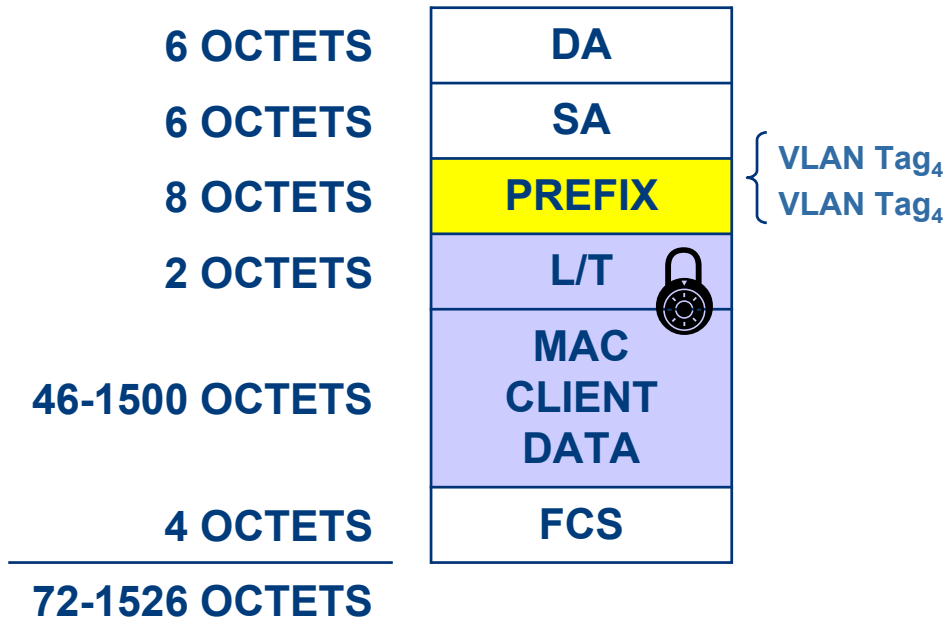 6 OCTETS DA
6 OCTETS SA
8 OCTETS PREFIX
VLAN Tag4
VLAN Tag4
2 OCTETS L/T
46-1500 OCTETS
MAC
CLIENT
DATA
4 OCTETS FCS
72-1526 OCTETS